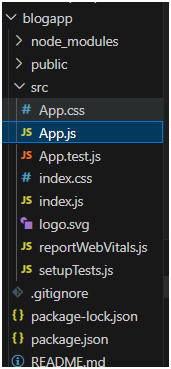 blogapp
node_modules
public
src
App.css
App.js
App.test.js
index.css
index.js
logo.svg
reportWebVitals.js
setupTests.js
.gitignore
package-lock.json
package.json
README.md